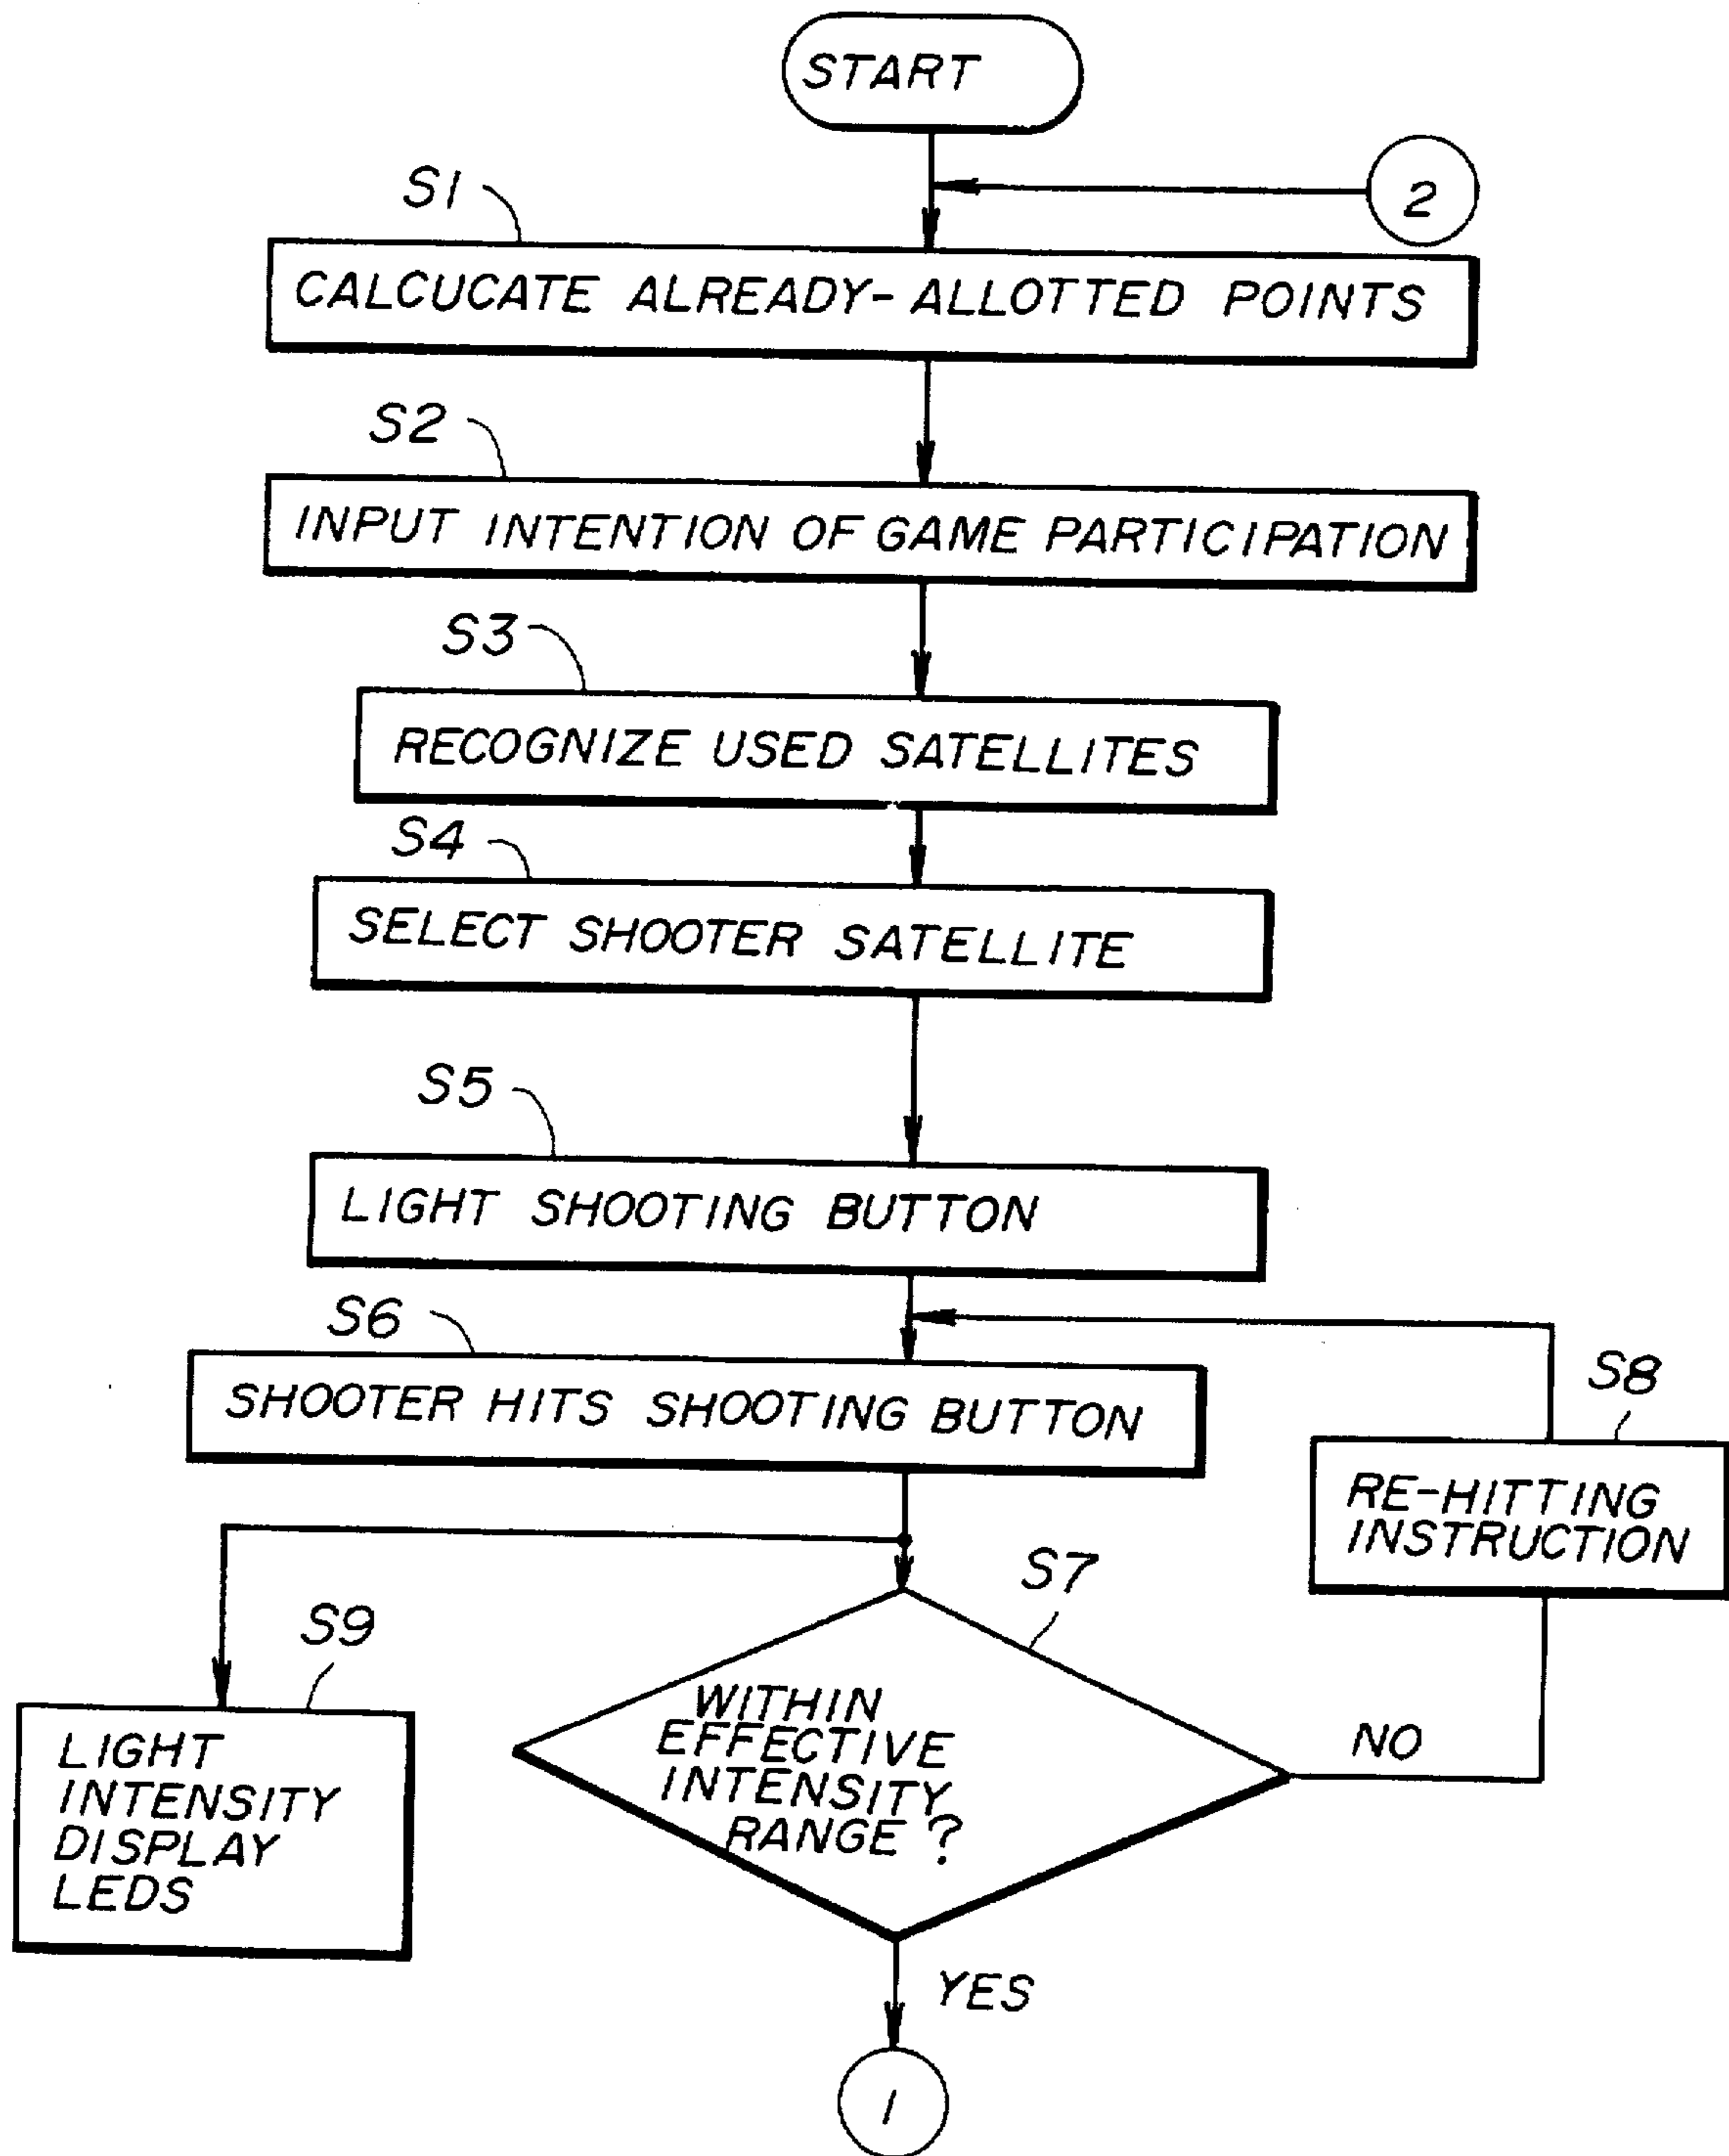 START
2
S1
CALCUCATE ALREADY-ALLOTTED POINTS
S2
INPUT INTENTION OF GAME PARTICIPATION
S3
RECOGNIZE USED SATELLITES
S4
SELECT SHOOTER SATELLITE
S5
LIGHT SHOOTING BUTTON
S6
SHOOTER HITS SHOOTING BUTTON
S8
RE-HITTING
INSTRUCTION
S7
WITHIN
EFFECTIVE
INTENSITY
RANGE?
NO
S9
LIGHT
INTENSITY
DISPLAY
LEDS
YES
1